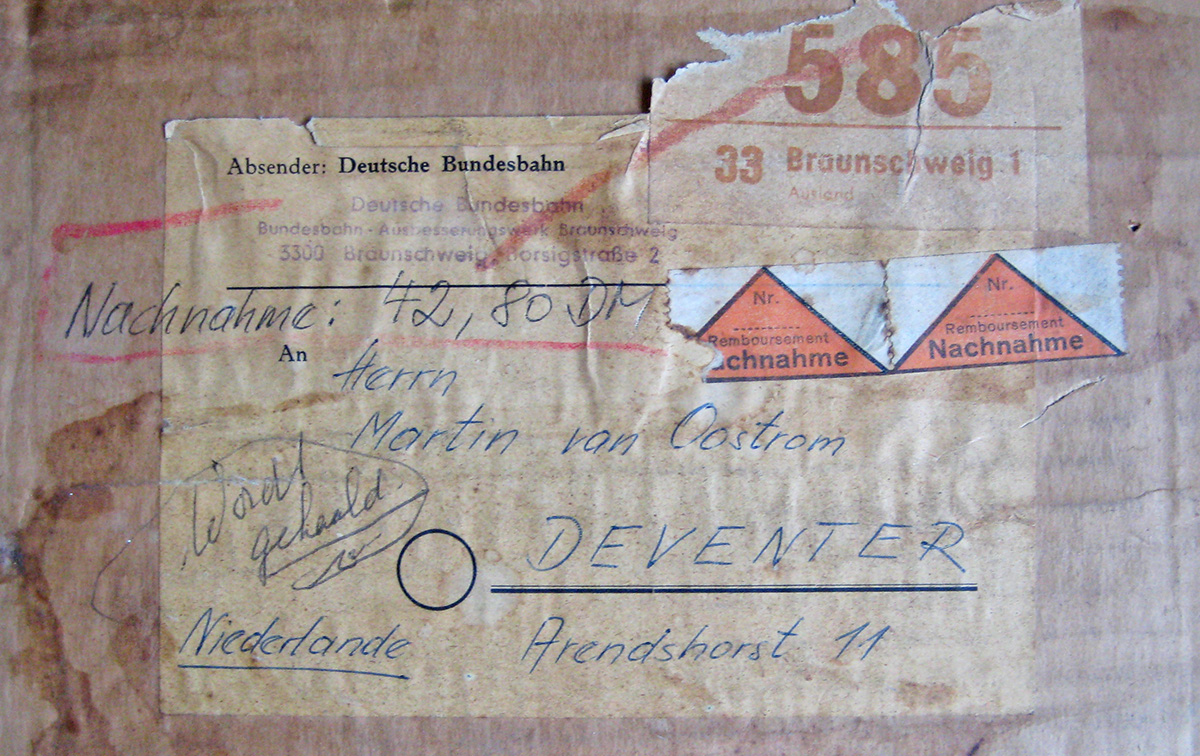 585
33 Braunschweig 1
Ausland
Absender: Deutsche Bundesbahn
Deutsche Bundesbahn
Bundesbahn-Ausbesserungswerk Braunschweig
3300 Braunschweig, Borsigstraße 2
Nachnahme: 42,80 DM
Nr.
Remboursement
achnahme
Nr.
Remboursement
Nachnahme
An
Herrn
Martin van Oostrom
Wordt
gehaald.
DEVENTER
Niederlande Arendshorst 11